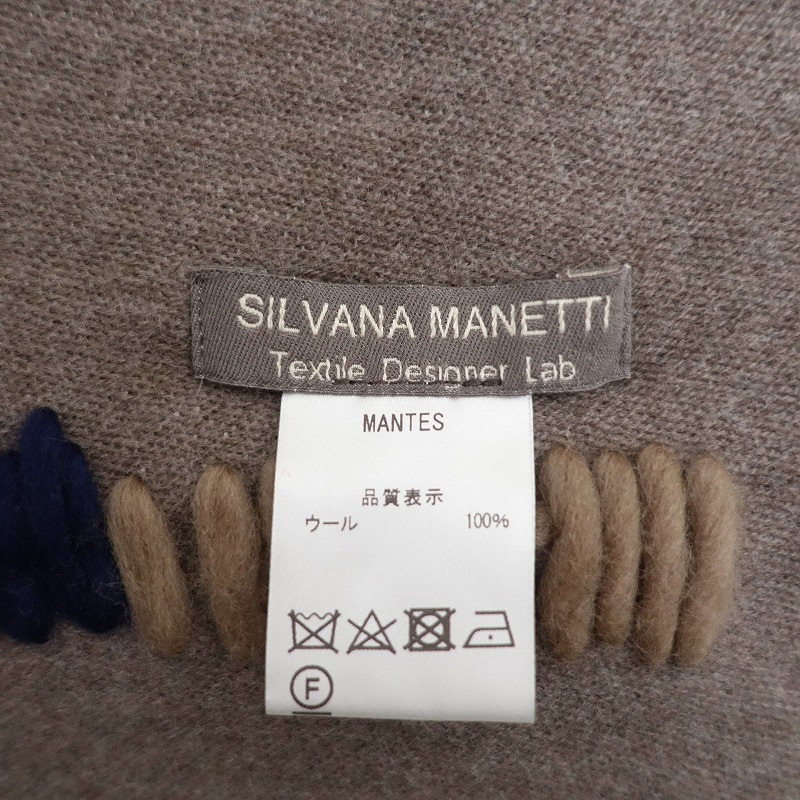 SILVANA MANETTI
Textile Designer Lab
MANTES
品質表示
ウール 100%
F